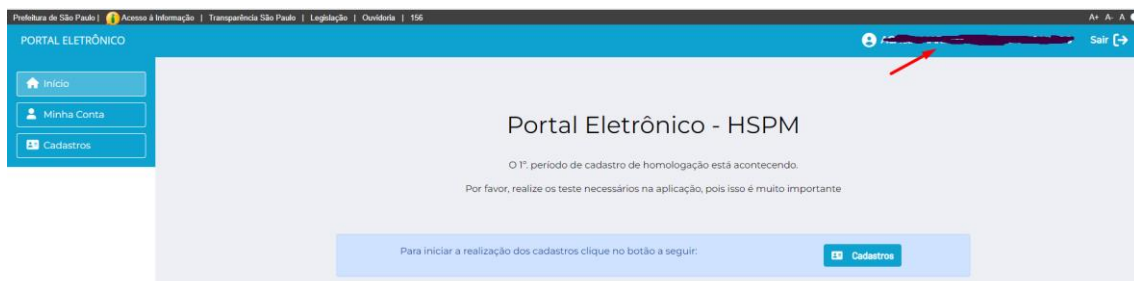 Prefeitura de São Paulo | Acesso à Informação | Transparência São Paulo | Legislação | Ouvidoria | 156 A+ A- A
PORTAL ELETRÔNICO Sair
Início
Minha Conta
Cadastros
Portal Eletrônico - HSPM
O 1º. período de cadastro de homologação está acontecendo.
Por favor, realize os teste necessários na aplicação, pois isso é muito importante
Para iniciar a realização dos cadastros clique no botão a seguir: Cadastros